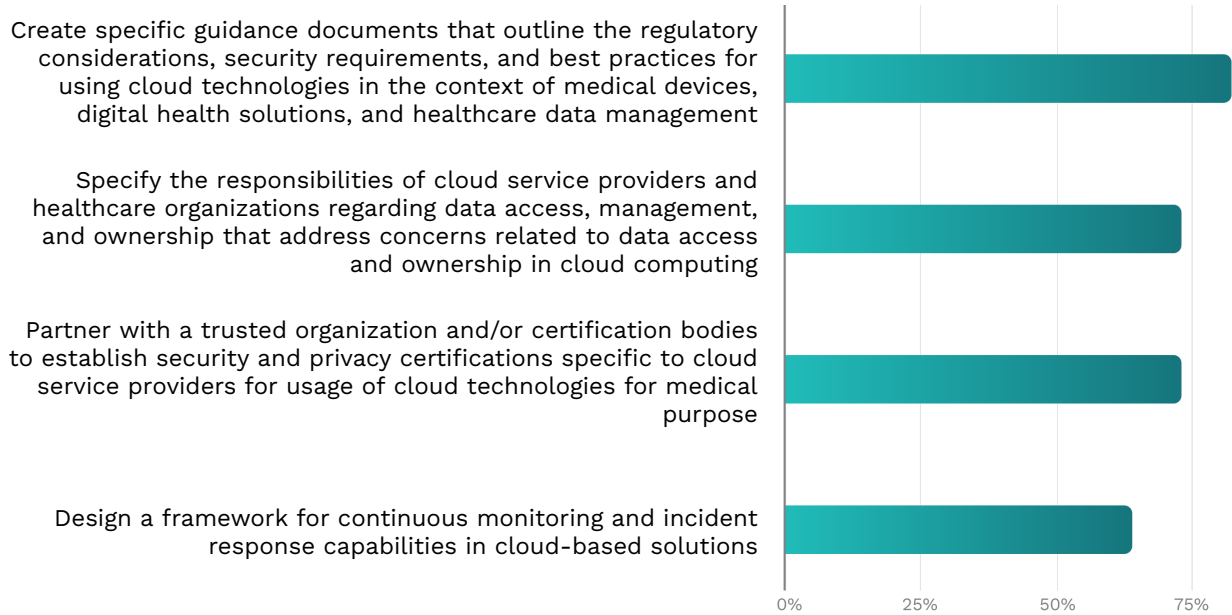 Create specific guidance documents that outline the regulatory
considerations, security requirements, and best practices for
using cloud technologies in the context of medical devices,
digital health solutions, and healthcare data management
Specify the responsibilities of cloud service providers and
healthcare organizations regarding data access, management,
and ownership that address concerns related to data access
and ownership in cloud computing
Partner with a trusted organization and/or certification bodies
to establish security and privacy certifications specific to cloud
service providers for usage of cloud technologies for medical
purpose
Design a framework for continuous monitoring and incident
response capabilities in cloud-based solutions
0% 25% 50% 75%